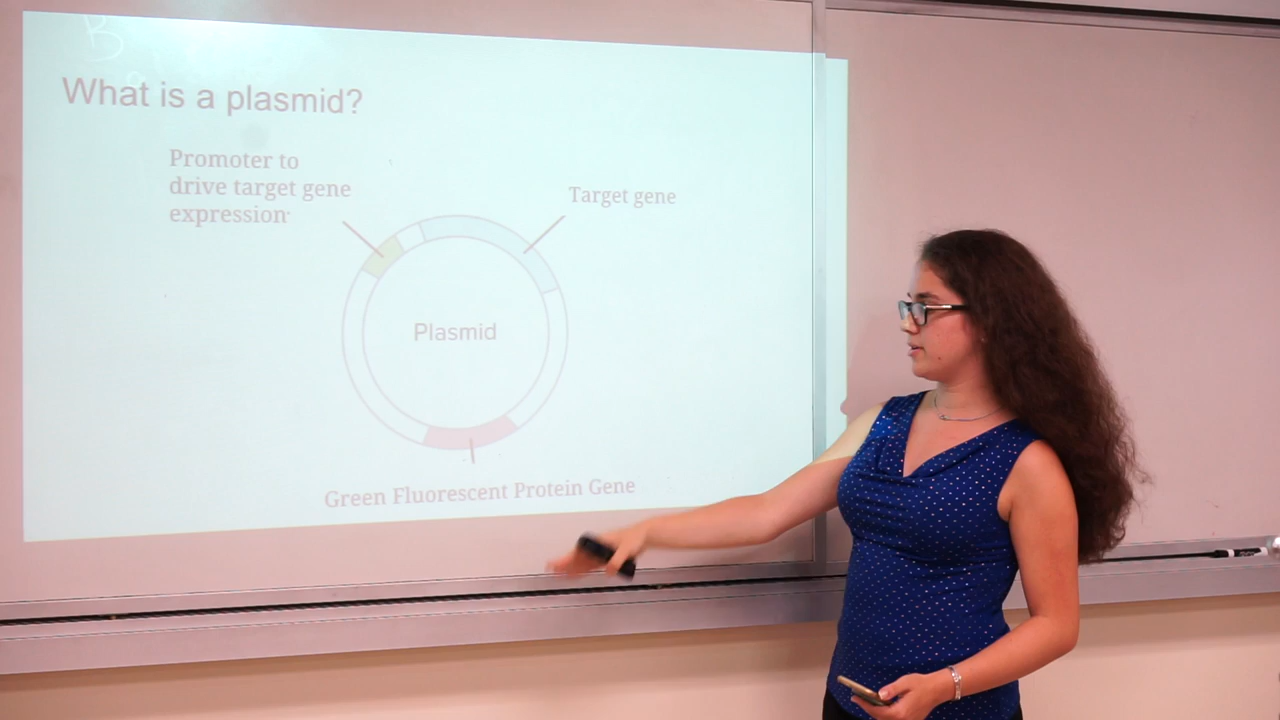 What is a plasmid?
Promoter to
drive target gene
expression
Target gene
Plasmid
Green Fluorescent Protein Gene